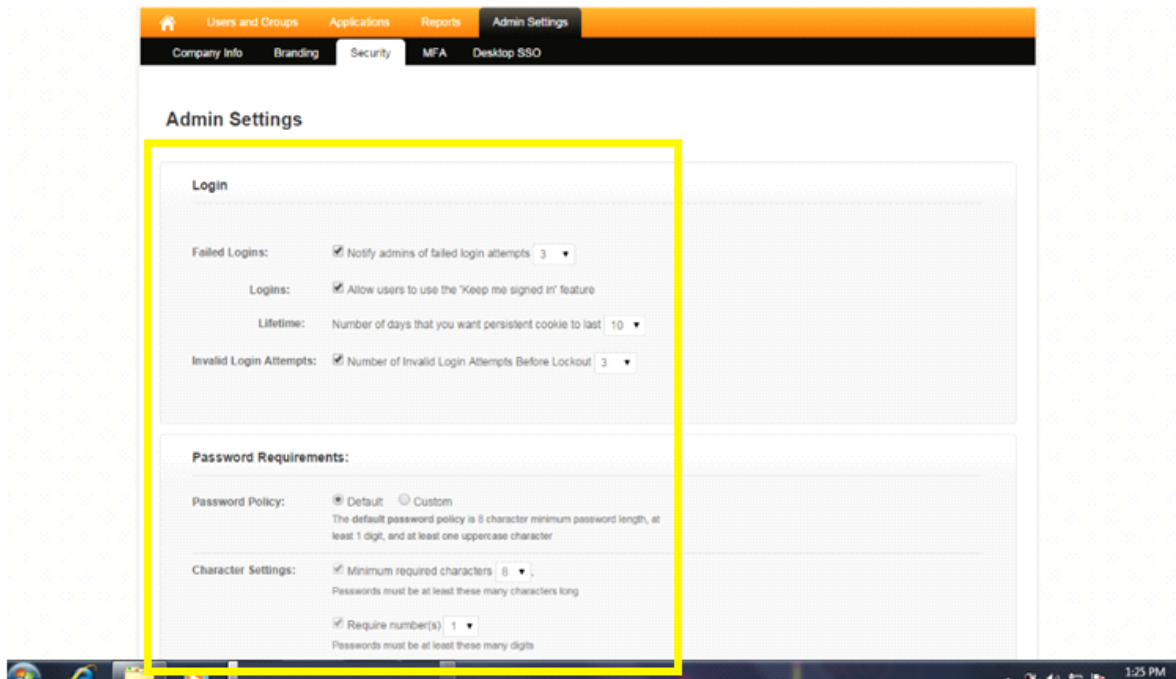 Users and Groups Applications Reports Admin Settings
Company Info Branding Security MFA Desktop SSO
Admin Settings
Login
Failed Logins: Notify admins of failed login attempts 3
Logins: Allow users to use the 'Keep me signed in' feature
Lifetime: Number of days that you want persistent cookie to last 10
Invalid Login Attempts: Number of Invalid Login Attempts Before Lockout 3
Password Requirements:
Password Policy: Default Custom
The default password policy is 8 character minimum password length, at
least 1 digit, and at least one uppercase character
Character Settings: Minimum required characters 8 .
Passwords must be at least these many characters long
Require number(s) 1
Passwords must be at least these many digits
1:25 PM